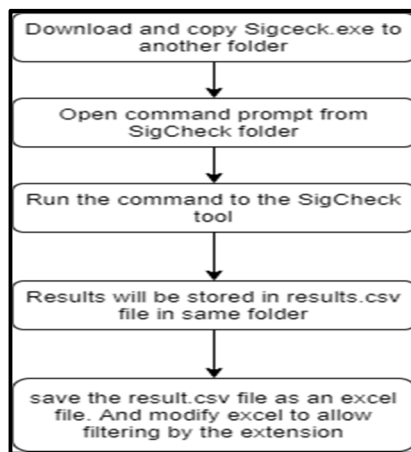 Download and copy Sigceck.exe to
another folder
Open command prompt from
SigCheck folder
Run the command to the SigCheck
tool
Results will be stored in results.csv
file in same folder
save the result.csv file as an excel
file. And modify excel to allow
filtering by the extension